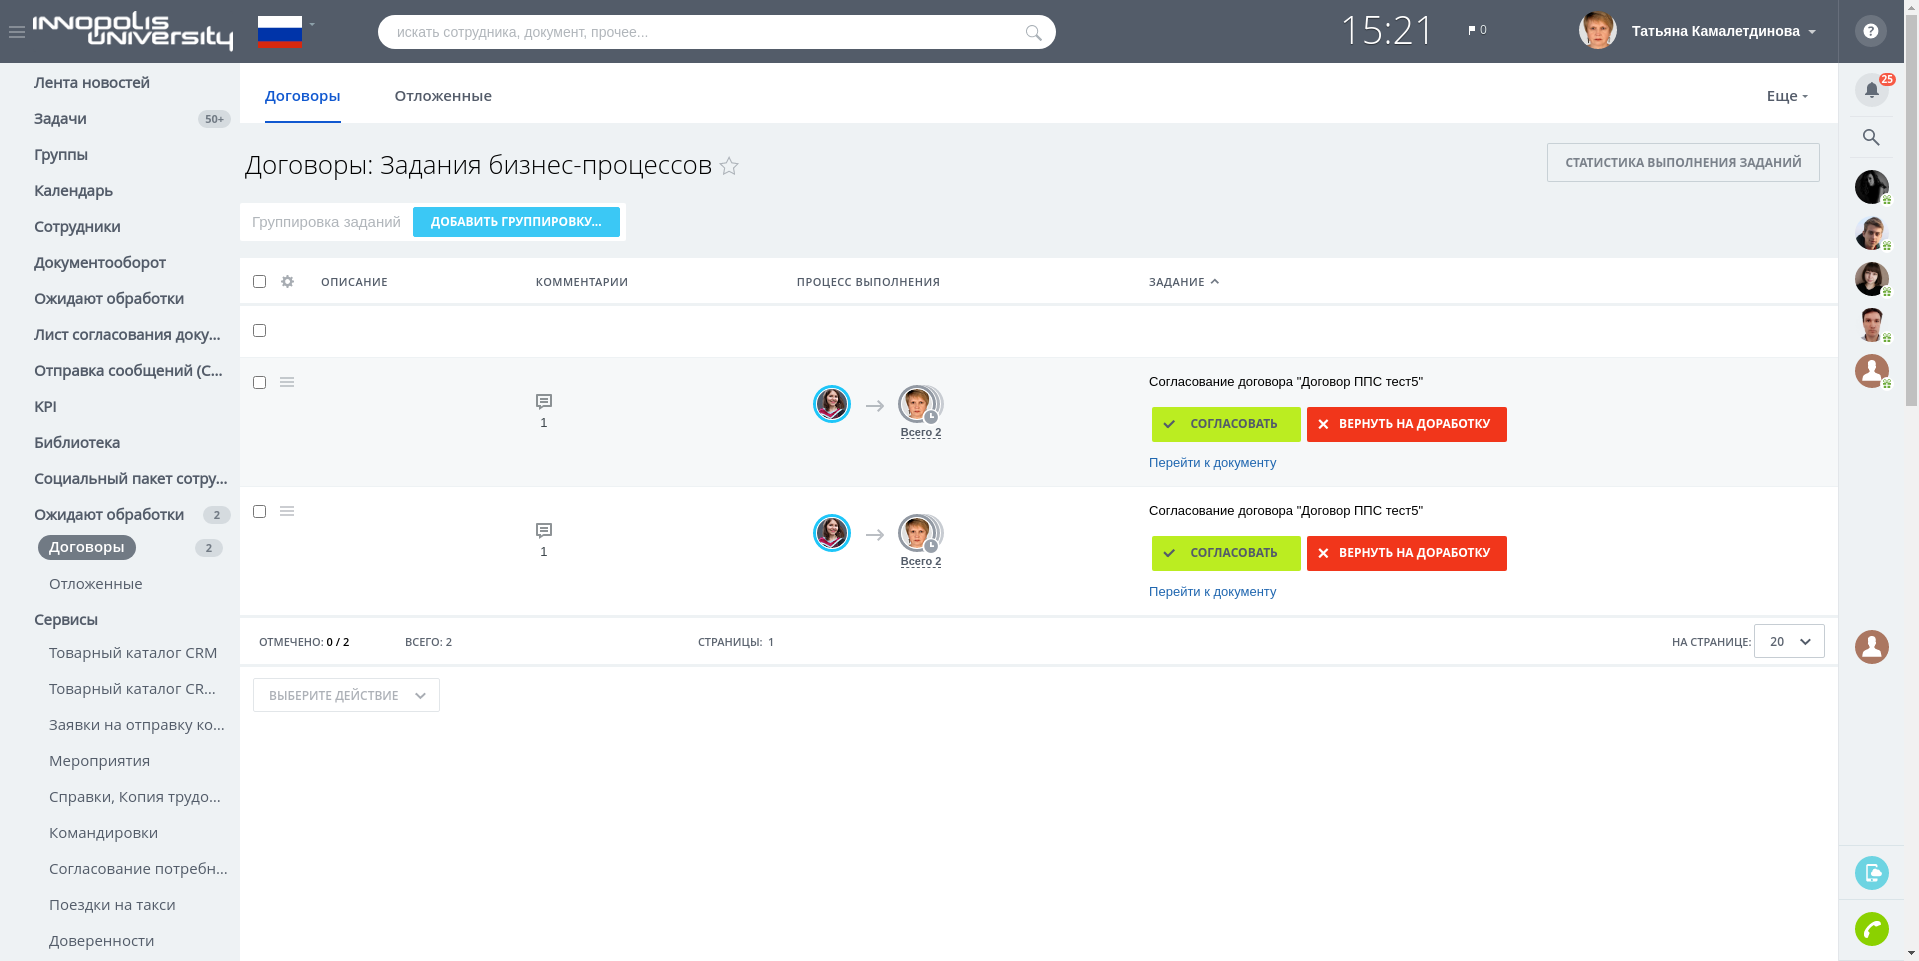 INNOPOLIS
UNIVERSITY
искать сотрудника, документ, прочее...
15:21
0
Татьяна Камалетдинова
?
25
Лента новостей
Задачи
50+
Группы
Календарь
Сотрудники
Документооборот
Ожидают обработки
Лист согласования доку...
Отправка сообщений (С...
KPI
Библиотека
Социальный пакет сотру...
Ожидают обработки
2
Договоры
2
Отложенные
Сервисы
Товарный каталог CRM
Товарный каталог CR...
Заявки на отправку ко...
Мероприятия
Справки, Копия трудо...
Командировки
Согласование потребн...
Поездки на такси
Доверенности
Договоры
Отложенные
Еще
Договоры: Задания бизнес-процессов
СТАТИСТИКА ВЫПОЛНЕНИЯ ЗАДАНИЙ
Группировка заданий
ДОБАВИТЬ ГРУППИРОВКУ...
ОПИСАНИЕ
КОММЕНТАРИИ
ПРОЦЕСС ВЫПОЛНЕНИЯ
ЗАДАНИЕ
1
Всего 2
Согласование договора "Договор ППС тест5"
СОГЛАСОВАТЬ
ВЕРНУТЬ НА ДОРАБОТКУ
Перейти к документу
1
Всего 2
Согласование договора "Договор ППС тест5"
СОГЛАСОВАТЬ
ВЕРНУТЬ НА ДОРАБОТКУ
Перейти к документу
ОТМЕЧЕНО: 0 / 2
ВСЕГО: 2
СТРАНИЦЫ: 1
НА СТРАНИЦЕ:
20
ВЫБЕРИТЕ ДЕЙСТВИЕ